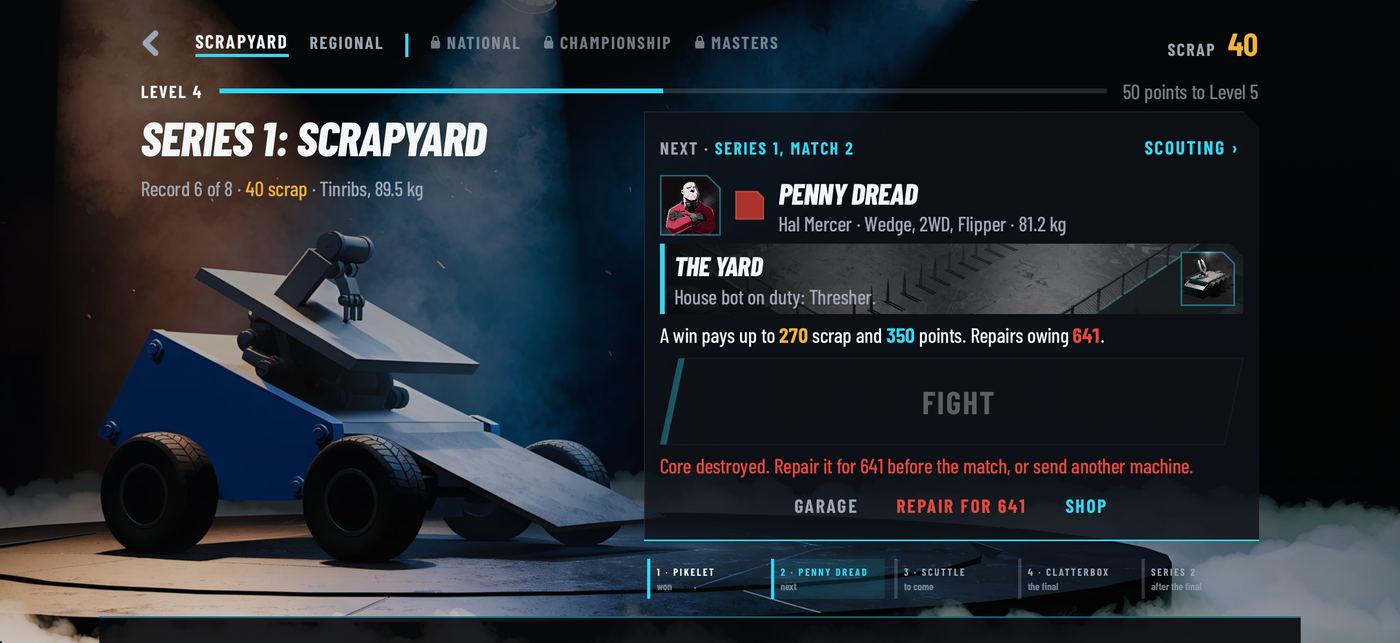 SCRAPYARD REGIONAL NATIONAL CHAMPIONSHIP MASTERS
SCRAP 40
LEVEL 4
50 points to Level 5
SERIES 1: SCRAPYARD
Record 6 of 8 · 40 scrap · Tinribs, 89.5 kg
NEXT · SERIES 1, MATCH 2
SCOUTING ›
PENNY DREAD
Hal Mercer · Wedge, 2WD, Flipper · 81.2 kg
THE YARD
House bot on duty: Thresher.
A win pays up to 270 scrap and 350 points. Repairs owing 641.
FIGHT
Core destroyed. Repair it for 641 before the match, or send another machine.
GARAGE REPAIR FOR 641 SHOP
1 · PIKELET
won
2 · PENNY DREAD
next
3 · SCUTTLE
to come
4 · CLATTERBOX
the final
SERIES 2
after the final